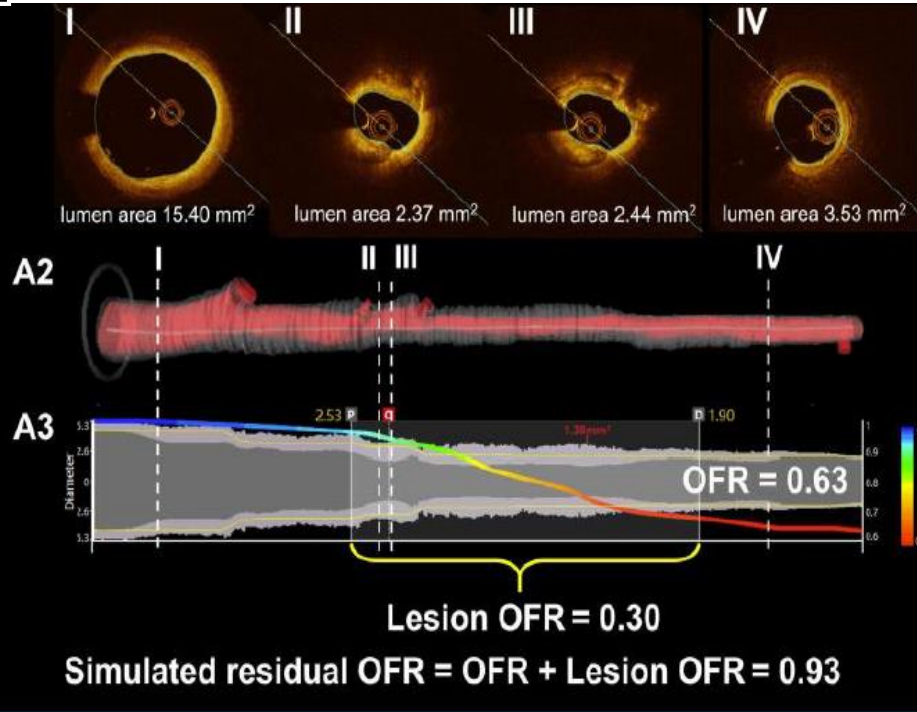 I II III IV
lumen area 15.40 mm² lumen area 2.37 mm² lumen area 2.44 mm² lumen area 3.53 mm²
A2
I II III IV
A3
2.53 P D 1.90
5.3
2.6
0
2.6
5.3
Diameter
1
0.9
0.8
0.7
0.6
OFR = 0.63
Lesion OFR = 0.30
Simulated residual OFR = OFR + Lesion OFR = 0.93